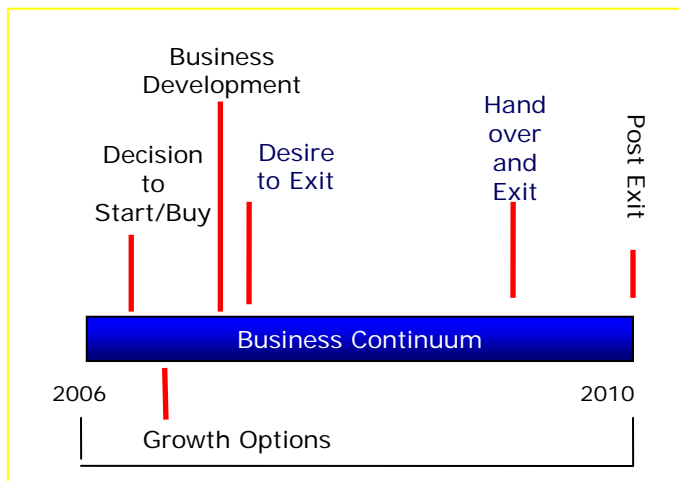 Business
Development
Decision
to
Start/Buy
Desire
to Exit
Hand
over
and
Exit
Post Exit
Business Continuum
2006
2010
Growth Options